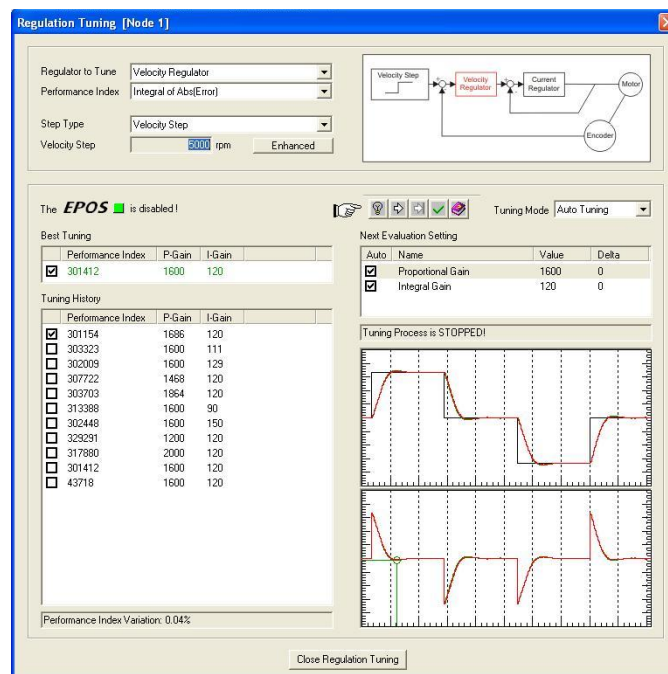 Regulation Tuning [Node 1]
Regulator to Tune Velocity Regulator
Performance Index Integral of Abs(Error)
Step Type Velocity Step
Velocity Step 5000 rpm Enhanced
Velocity Step
Velocity Regulator
Current Regulator
Motor
Encoder
The EPOS is disabled !
Tuning Mode Auto Tuning
Best Tuning
Performance Index P-Gain I-Gain
301412 1600 120
Tuning History
Performance Index P-Gain I-Gain
301154 1686 120
303323 1600 111
302009 1600 129
307722 1468 120
303703 1864 120
313388 1600 90
302448 1600 150
329291 1200 120
317880 2000 120
301412 1600 120
43718 1600 120
Performance Index Variation: 0.04%
Next Evaluation Setting
Auto Name Value Delta
Proportional Gain 1600 0
Integral Gain 120 0
Tuning Process is STOPPED!
Close Regulation Tuning